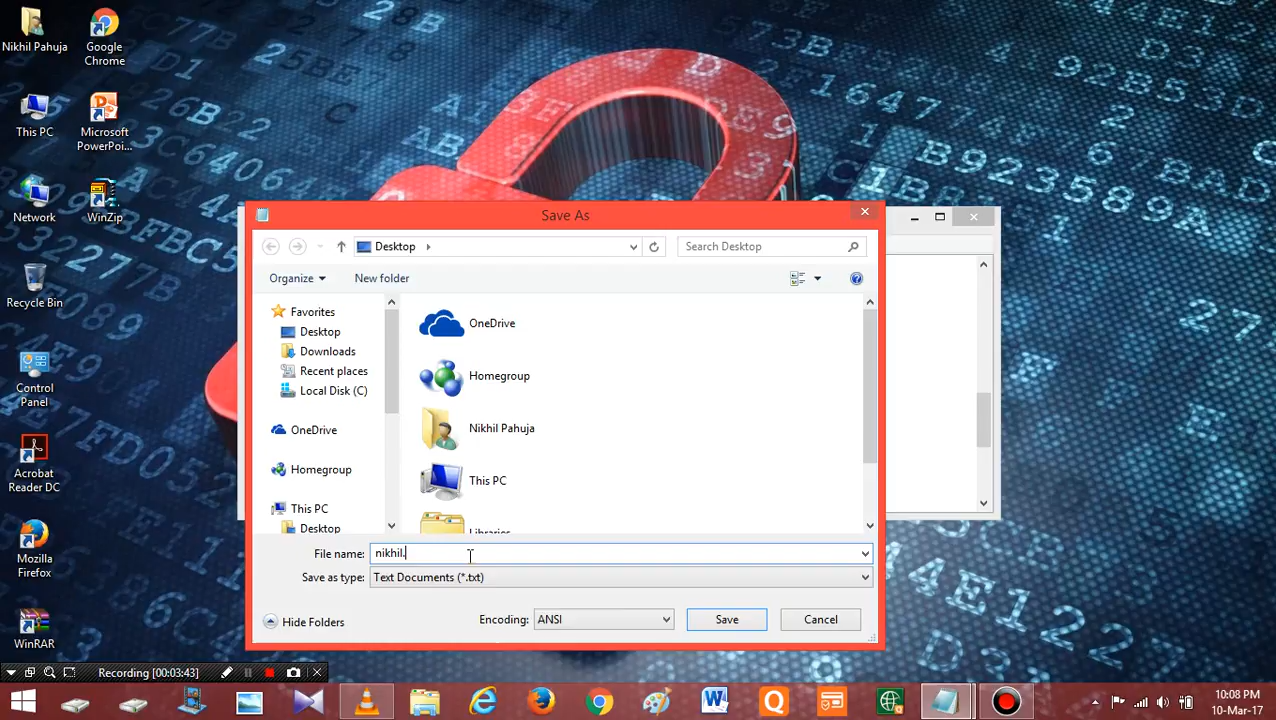 Nikhil Pahuja
Google
Chrome
This PC
Microsoft
PowerPoi...
Network
WinZip
Recycle Bin
Control
Panel
Acrobat
Reader DC
Mozilla
Firefox
WinRAR
Save As
Desktop
Search Desktop
Organize
New folder
Favorites
Desktop
Downloads
Recent places
Local Disk (C)
OneDrive
Homegroup
This PC
Desktop
OneDrive
Homegroup
Nikhil Pahuja
This PC
Libraries
File name:
nikhil.
Save as type:
Text Documents (*.txt)
Hide Folders
Encoding:
ANSI
Save
Cancel
Recording [00:03:43]
10:08 PM
10-Mar-17